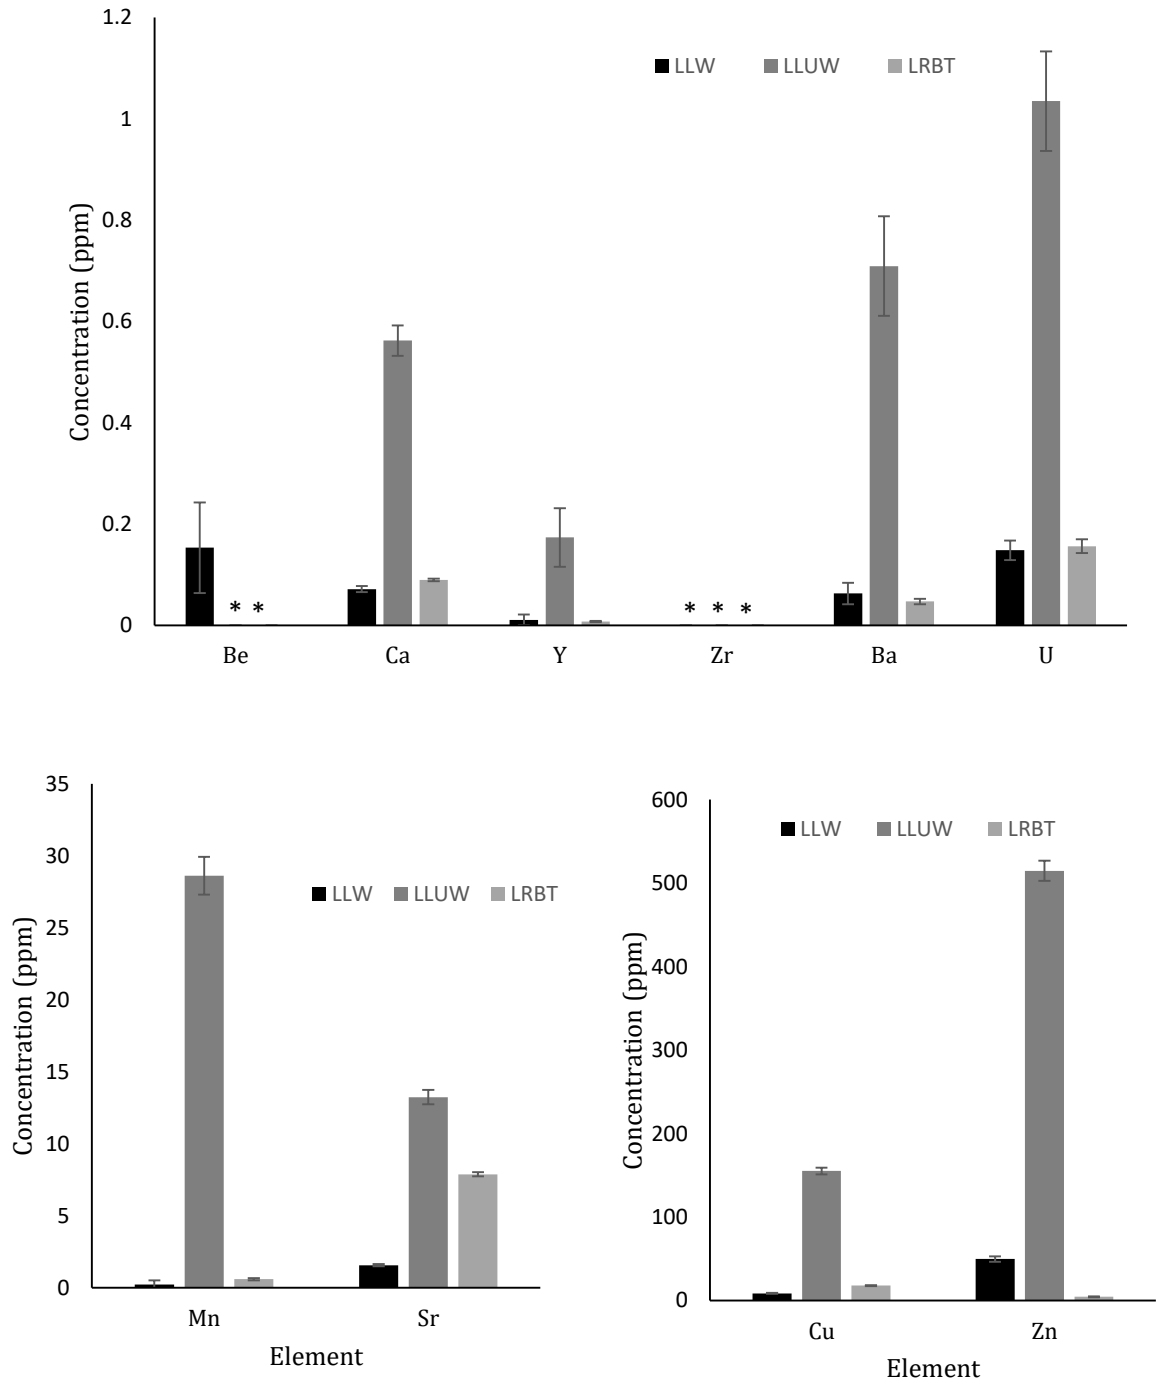 1.2
LLW LLUW LRBT
1
0.8
0.6
0.4
0.2
0
Concentration (ppm)
* *
* * *
Be Ca Y Zr Ba U
35
30
25
20
15
10
5
0
Concentration (ppm)
LLW LLUW LRBT
Mn Sr
Element
600
500
400
300
200
100
0
Concentration (ppm)
LLW LLUW LRBT
Cu Zn
Element